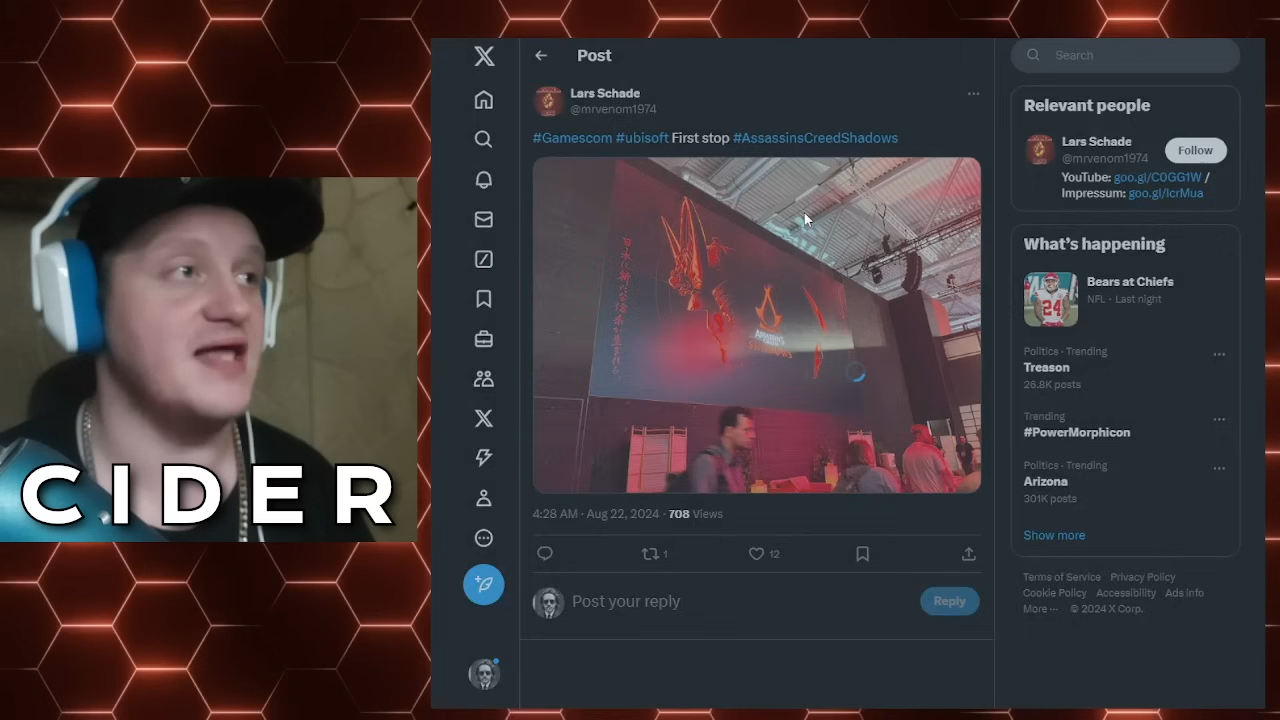 CIDER
Post
Lars Schade
@mrvenom1974
#Gamescom #ubisoft First stop #AssassinsCreedShadows
ASSASSIN'S
4:28 AM · Aug 22, 2024 · 708 Views
1
12
Post your reply
Reply
Search
Relevant people
Lars Schade
@mrvenom1974
Follow
YouTube: goo.gl/C0GG1W /
Impressum: goo.gl/IcrMua
What's happening
Bears at Chiefs
NFL · Last night
Politics · Trending
Treason
26.8K posts
Trending
#PowerMorphicon
Politics · Trending
Arizona
301K posts
Show more
Terms of Service Privacy Policy
Cookie Policy Accessibility Ads info
More ··· © 2024 X Corp.